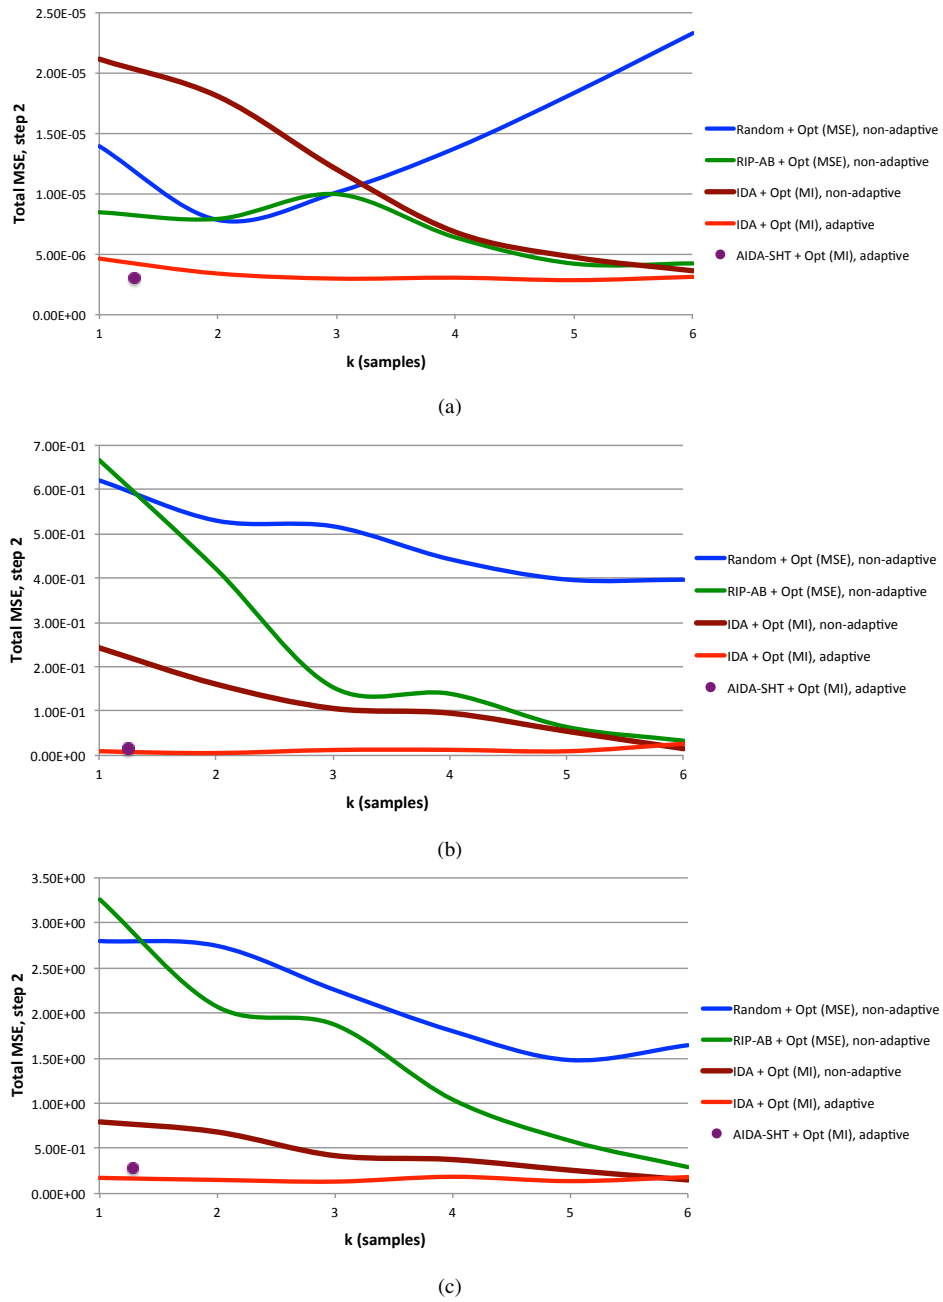 2.50E-05
2.00E-05
1.50E-05
1.00E-05
5.00E-06
0.00E+00
Total MSE, step 2
1 2 3 4 5 6
k (samples)
Random + Opt (MSE), non-adaptive
RIP-AB + Opt (MSE), non-adaptive
IDA + Opt (MI), non-adaptive
IDA + Opt (MI), adaptive
AIDA-SHT + Opt (MI), adaptive
(a)
7.00E-01
6.00E-01
5.00E-01
4.00E-01
3.00E-01
2.00E-01
1.00E-01
0.00E+00
Total MSE, step 2
1 2 3 4 5 6
k (samples)
Random + Opt (MSE), non-adaptive
RIP-AB + Opt (MSE), non-adaptive
IDA + Opt (MI), non-adaptive
IDA + Opt (MI), adaptive
AIDA-SHT + Opt (MI), adaptive
(b)
3.50E+00
3.00E+00
2.50E+00
2.00E+00
1.50E+00
1.00E+00
5.00E-01
0.00E+00
Total MSE, step 2
1 2 3 4 5 6
k (samples)
Random + Opt (MSE), non-adaptive
RIP-AB + Opt (MSE), non-adaptive
IDA + Opt (MI), non-adaptive
IDA + Opt (MI), adaptive
AIDA-SHT + Opt (MI), adaptive
(c)